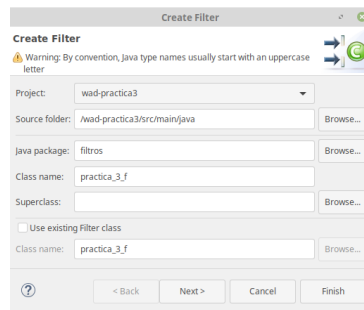 Create Filter
Create Filter
Warning: By convention, Java type names usually start with an uppercase
letter
Project: wad-practica3
Source folder: /wad-practica3/src/main/java Browse...
Java package: filtros Browse...
Class name: practica_3_f
Superclass: Browse...
Use existing Filter class
Class name: practica_3_f Browse...
? < Back Next > Cancel Finish